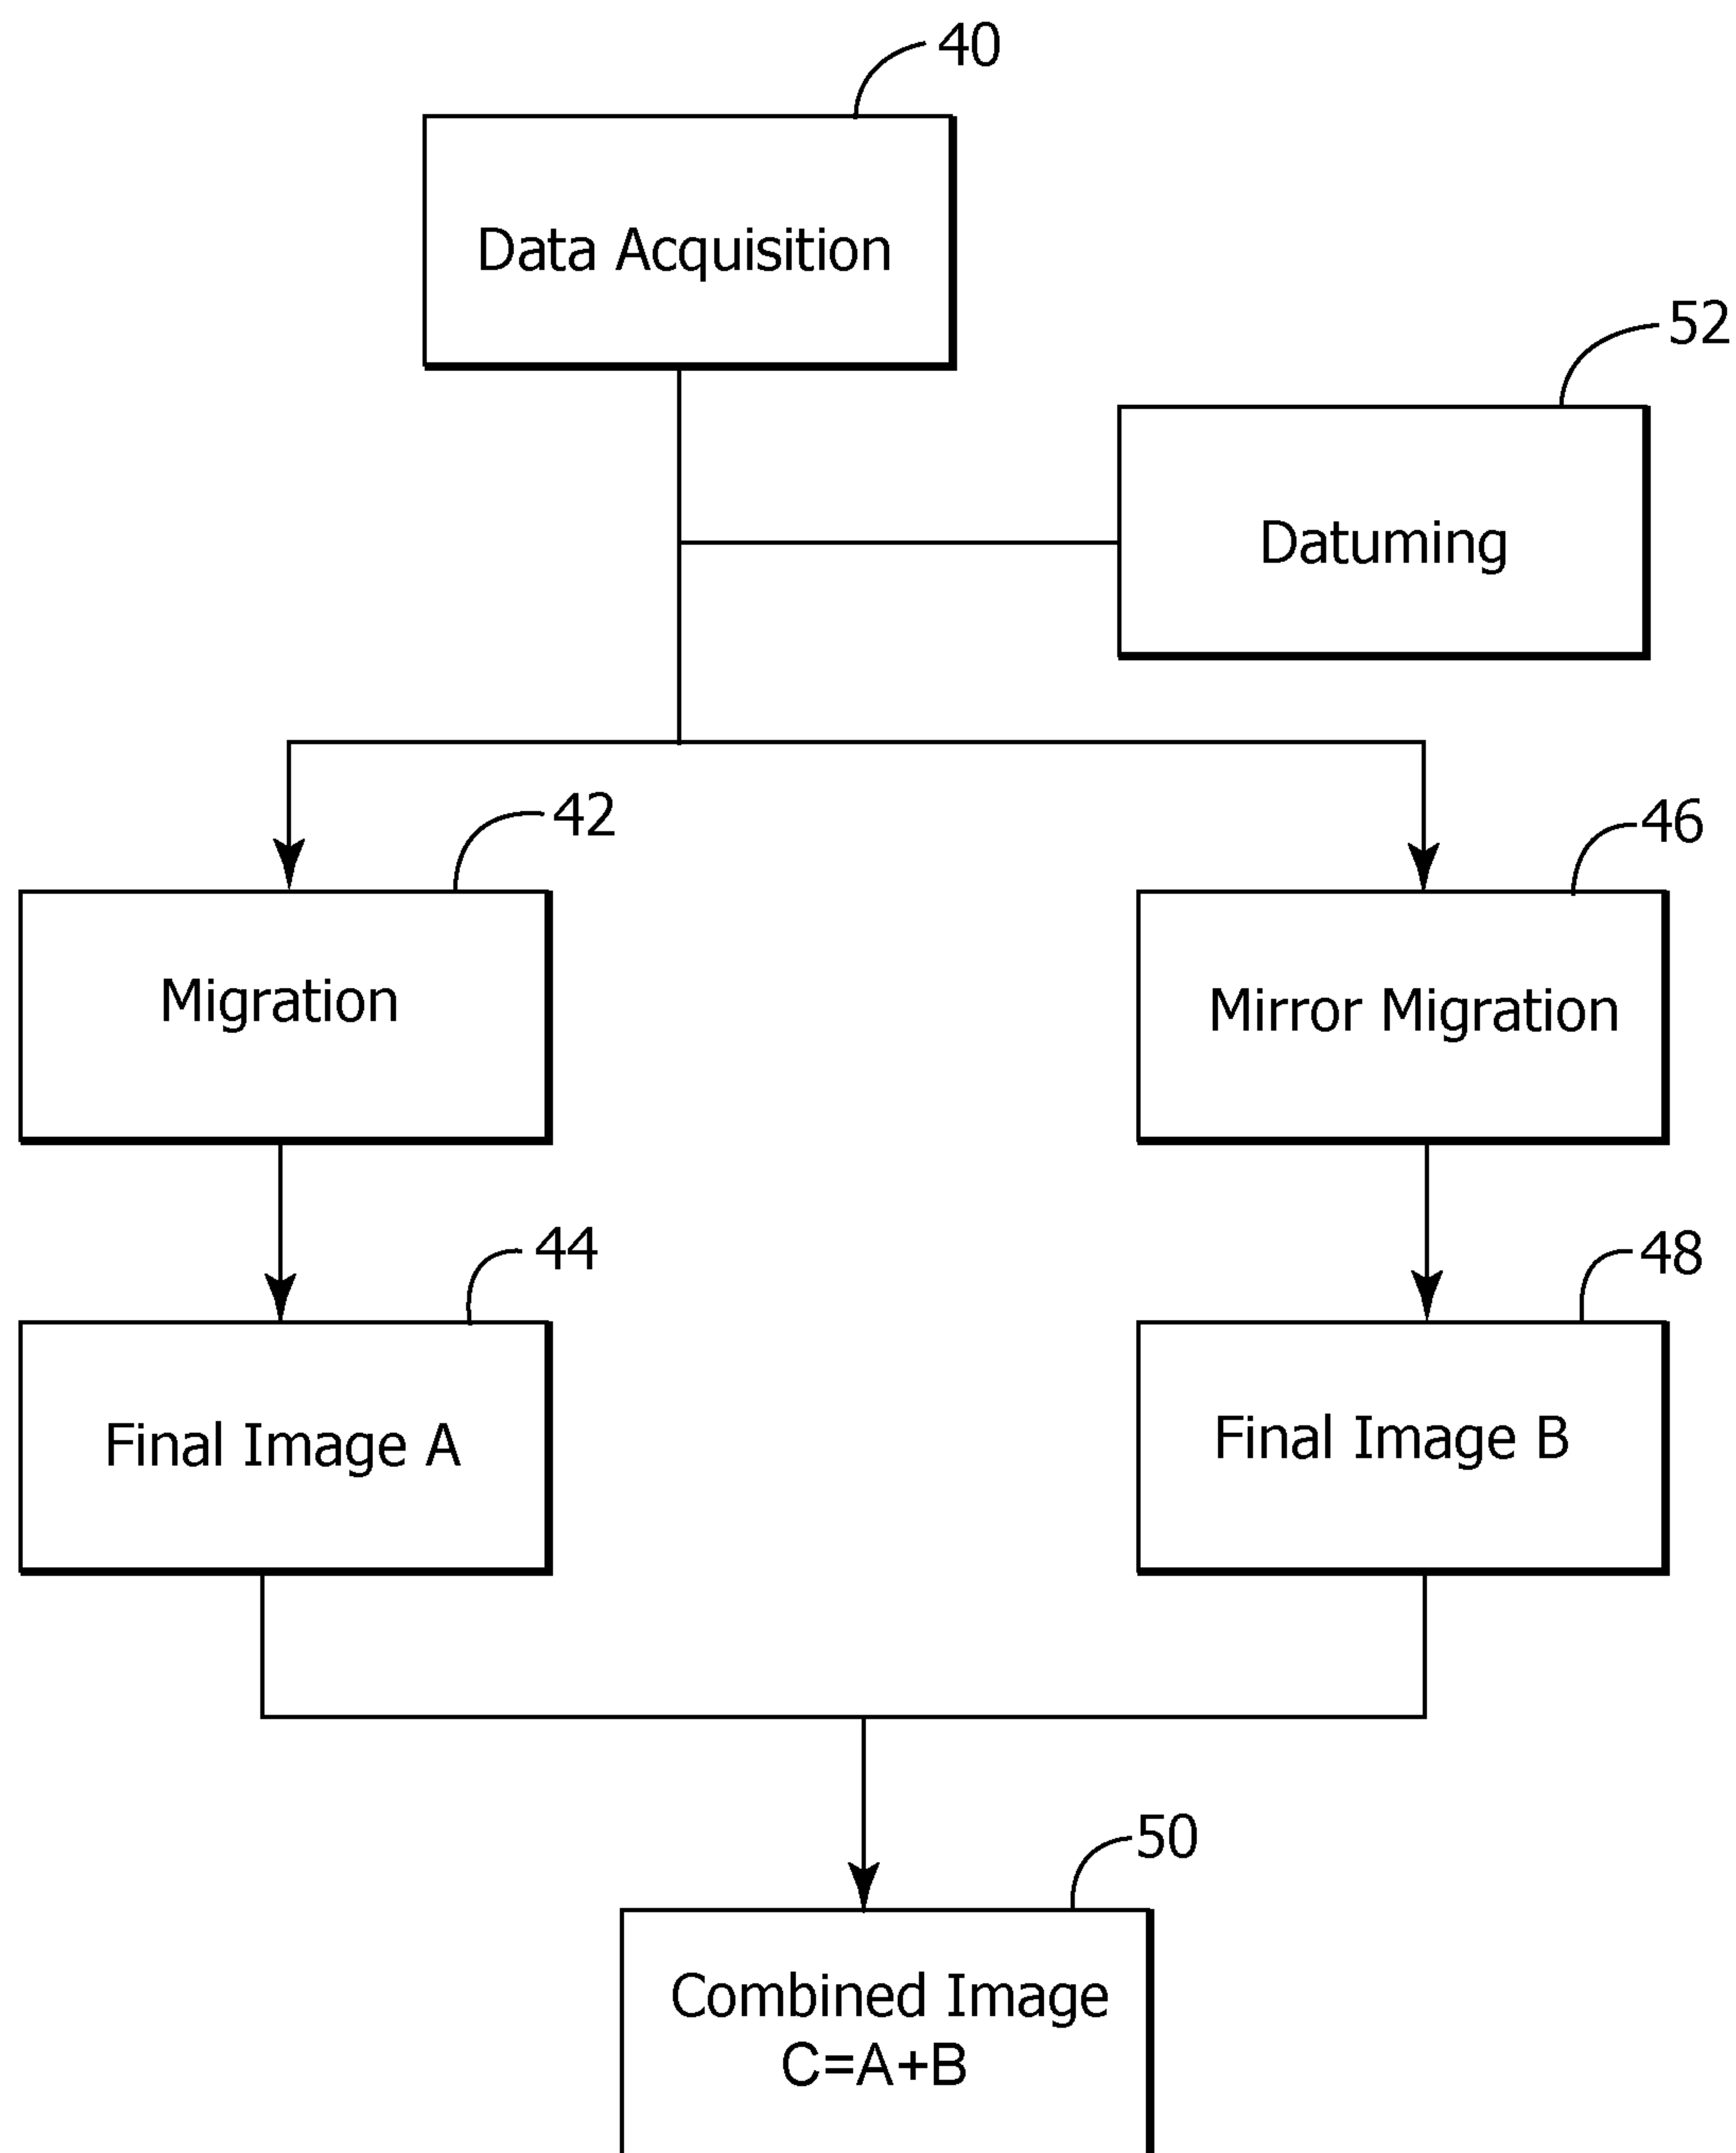 40
Data Acquisition
52
Datuming
42
46
Migration
Mirror Migration
44
48
Final Image A
Final Image B
50
Combined Image
C=A+B